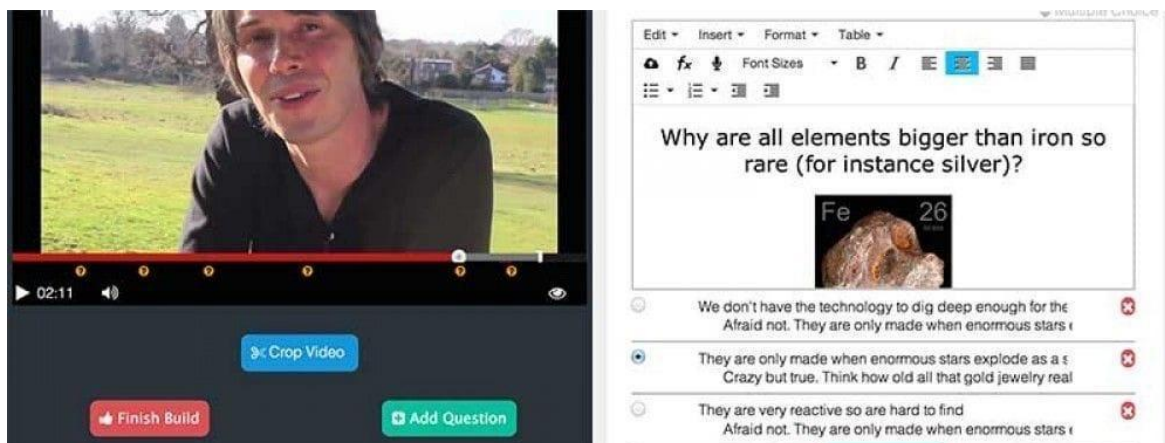 02:11
Crop Video
Finish Build
Add Question
Multiple Choice
Edit Insert Format Table
fx Font Sizes B I
Why are all elements bigger than iron so
rare (for instance silver)?
Fe 26
We don't have the technology to dig deep enough for the
Afraid not. They are only made when enormous stars e
They are only made when enormous stars explode as a s
Crazy but true. Think how old all that gold jewelry real
They are very reactive so are hard to find
Afraid not. They are only made when enormous stars e